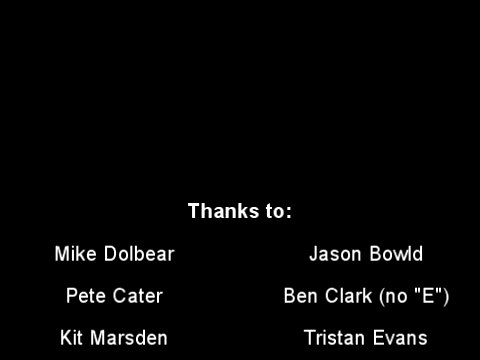 Thanks to:
Mike Dolbear Jason Bowld
Pete Cater Ben Clark (no "E")
Kit Marsden Tristan Evans